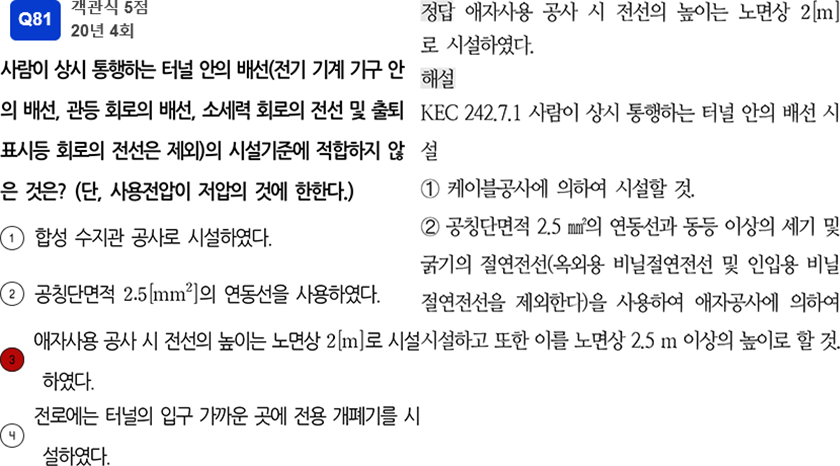 Q81
객관식 5점
20년 4회
사람이 상시 통행하는 터널 안의 배선(전기 기계 기구 안
의 배선, 관등 회로의 배선, 소세력 회로의 전선 및 출퇴
표시등 회로의 전선은 제외)의 시설기준에 적합하지 않
은 것은? (단, 사용전압이 저압의 것에 한한다.)
① 합성 수지관 공사로 시설하였다.
② 공칭단면적 2.5[mm²]의 연동선을 사용하였다.
③ 애자사용 공사 시 전선의 높이는 노면상 2[m]로 시설
하였다.
④ 전로에는 터널의 입구 가까운 곳에 전용 개폐기를 시
설하였다.
정답 애자사용 공사 시 전선의 높이는 노면상 2[m]
로 시설하였다.
해설
KEC 242.7.1 사람이 상시 통행하는 터널 안의 배선 시
설
① 케이블공사에 의하여 시설할 것.
② 공칭단면적 2.5 ㎟의 연동선과 동등 이상의 세기 및
굵기의 절연전선(옥외용 비닐절연전선 및 인입용 비닐
절연전선을 제외한다)을 사용하여 애자공사에 의하여
시설하고 또한 이를 노면상 2.5 m 이상의 높이로 할 것.